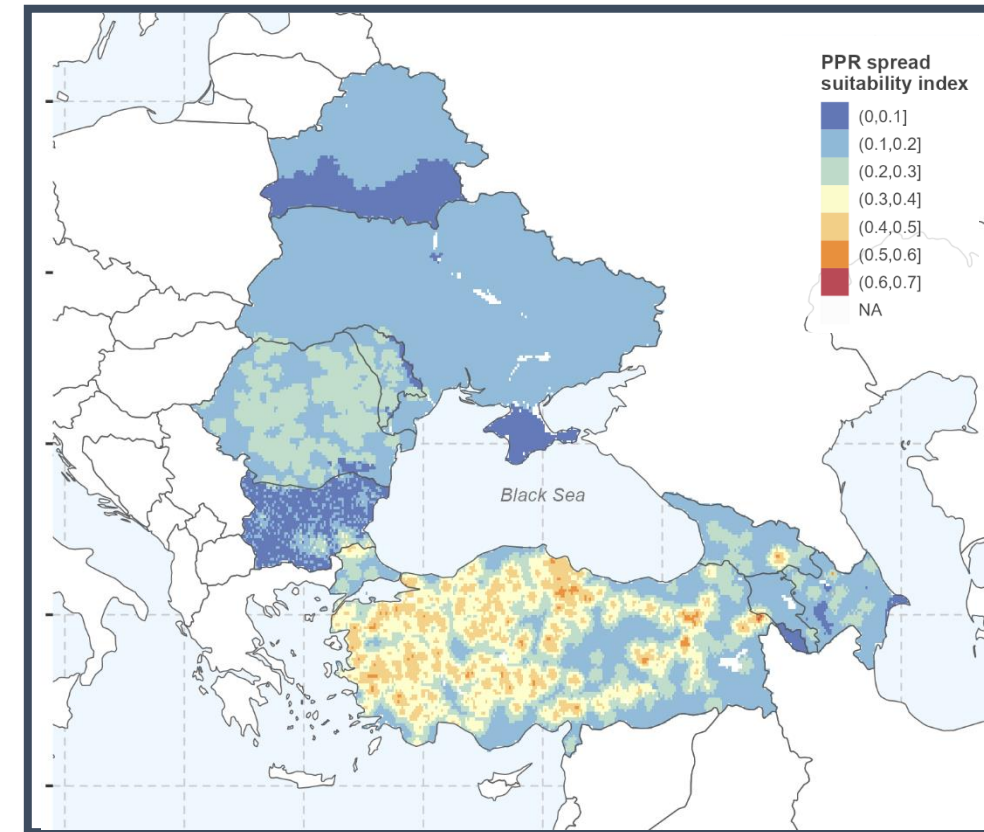 PPR spread
suitability index
(0,0.1]
(0.1,0.2]
(0.2,0.3]
(0.3,0.4]
(0.4,0.5]
(0.5,0.6]
(0.6,0.7]
NA
Black Sea